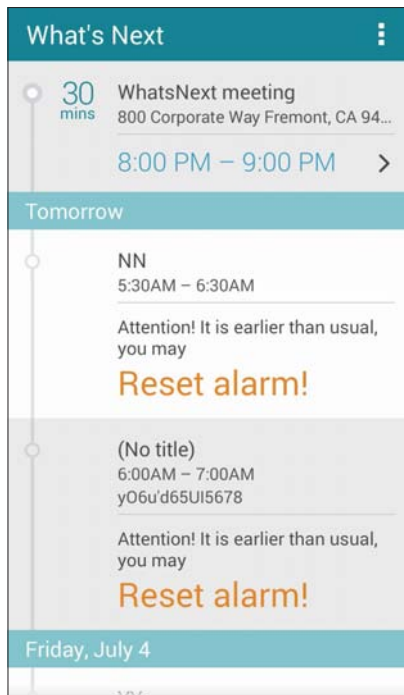 What's Next
30
mins
WhatsNext meeting
800 Corporate Way Fremont, CA 94...
8:00 PM – 9:00 PM
Tomorrow
NN
5:30AM – 6:30AM
Attention! It is earlier than usual,
you may
Reset alarm!
(No title)
6:00AM – 7:00AM
yO6u'd65UI5678
Attention! It is earlier than usual,
you may
Reset alarm!
Friday, July 4